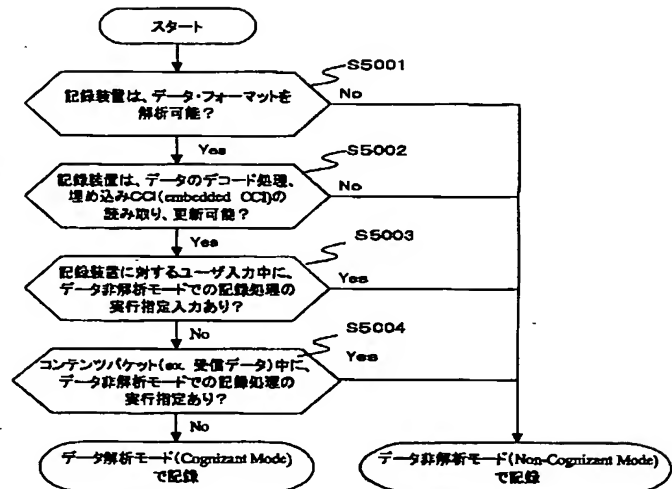 スタート
S5001
記録装置は、データ・フォーマットを
解析可能？
No
Yes
S5002
記録装置は、データのデコード処理、
埋め込みCCI(embedded CCI)の
読み取り、更新可能？
No
Yes
S5003
記録装置に対するユーザ入力中に、
データ非解析モードでの記録処理の
実行指定入力あり？
Yes
No
S5004
コンテンツパケット(ex. 受信データ)中に、
データ非解析モードでの記録処理の
実行指定あり？
Yes
No
データ解析モード(Cognizant Mode)
で記録
データ非解析モード(Non-Cognizant Mode)
で記録